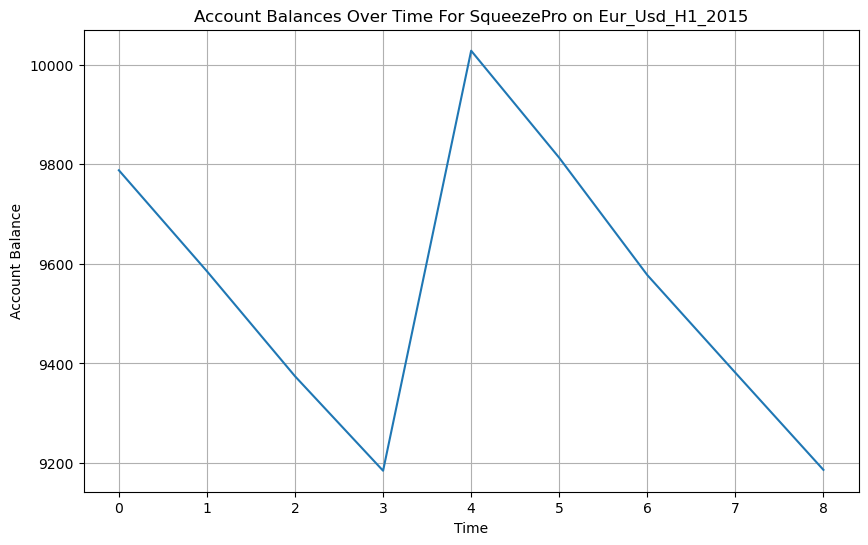 Account Balances Over Time For SqueezePro on Eur_Usd_H1_2015
10000
9800
9600
9400
9200
Account Balance
0 1 2 3 4 5 6 7 8
Time